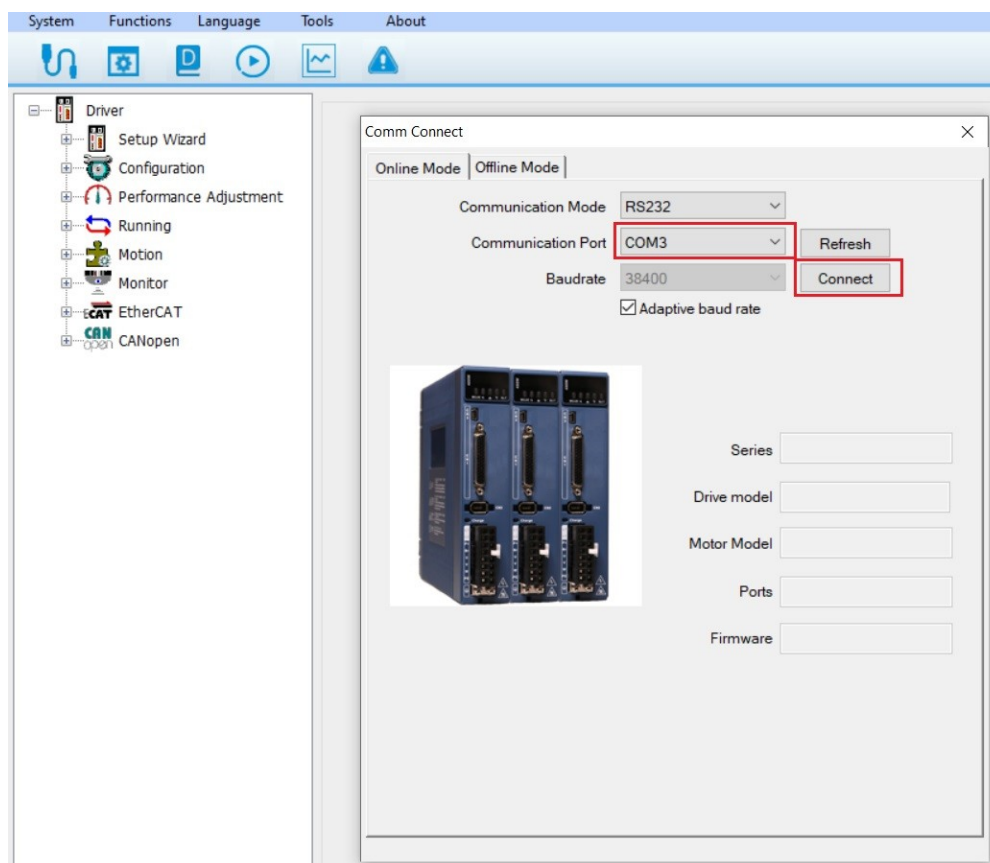 System Functions Language Tools About
D
Driver
Setup Wizard
Configuration
Performance Adjustment
Running
Motion
Monitor
ECAT EtherCAT
CAN open CANopen
Comm Connect
Online Mode Offline Mode
Communication Mode RS232
Communication Port COM3 Refresh
Baudrate 38400 Connect
Adaptive baud rate
Series
Drive model
Motor Model
Ports
Firmware